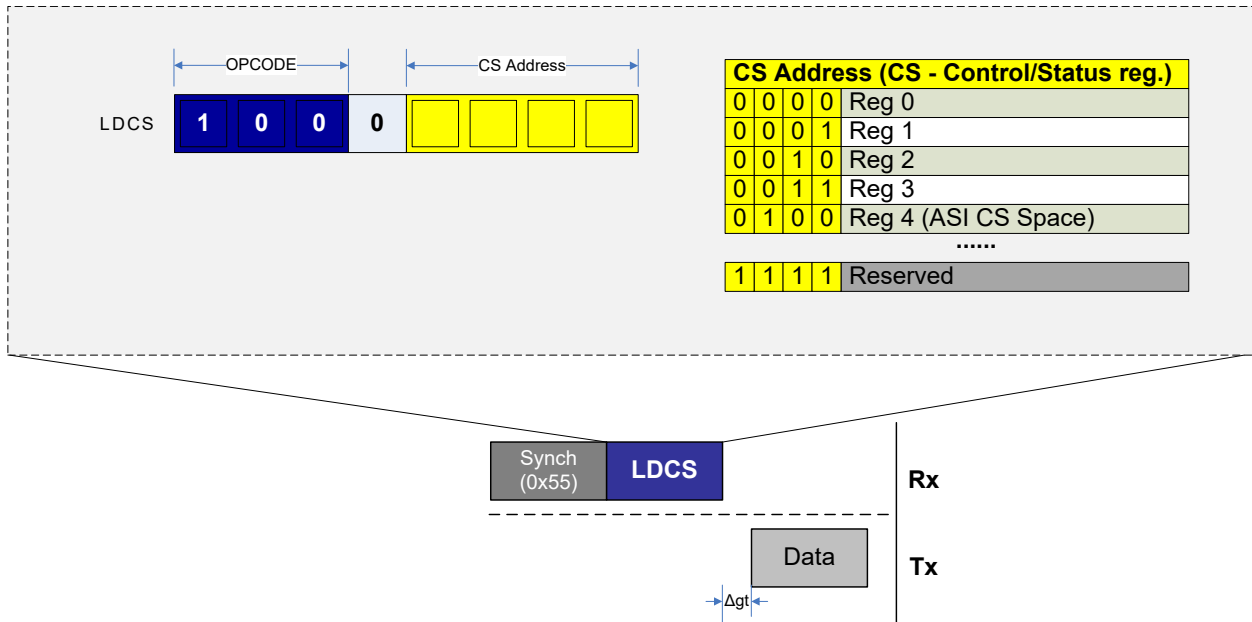 OPCODE
CS Address
LDCS
1 0 0 0
CS Address (CS - Control/Status reg.)
0 0 0 0 Reg 0
0 0 0 1 Reg 1
0 0 1 0 Reg 2
0 0 1 1 Reg 3
0 1 0 0 Reg 4 (ASI CS Space)
......
1 1 1 1 Reserved
Synch
(0x55)
LDCS
Rx
Data
Tx
Δgt